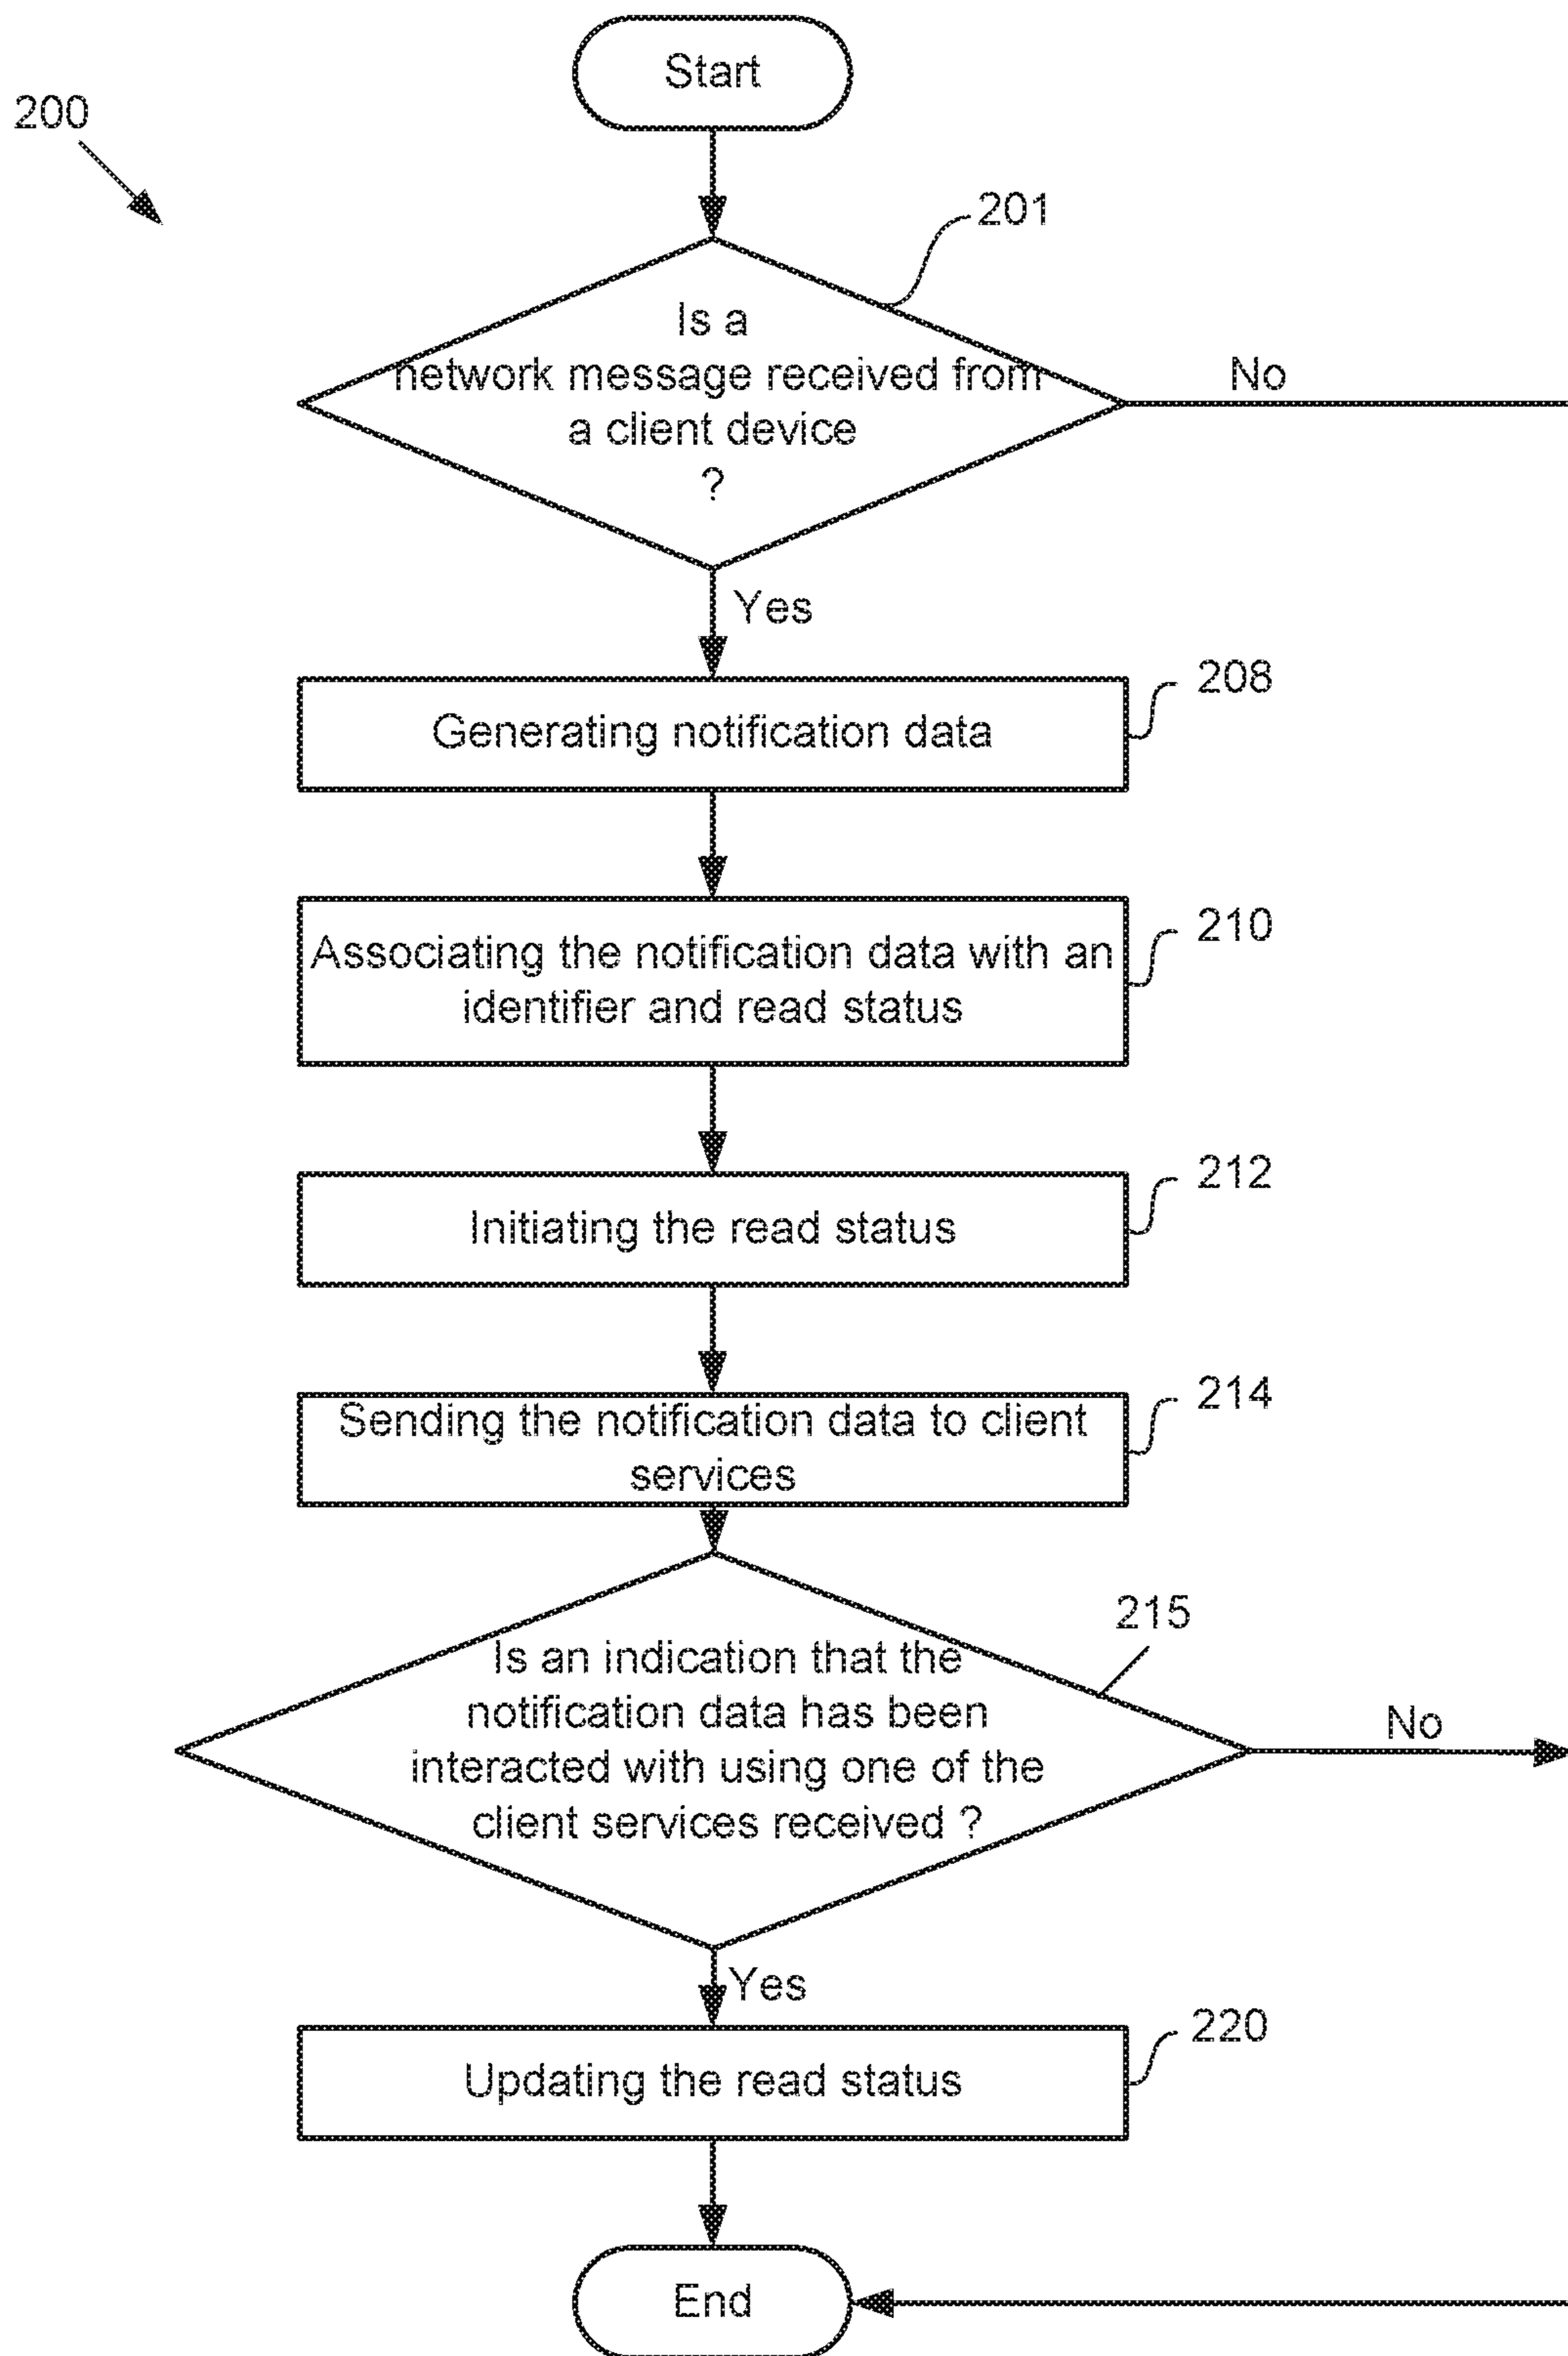 Start
200
201
Is a
network message received from
a client device
?
No
Yes
208
Generating notification data
210
Associating the notification data with an
identifier and read status
212
Initiating the read status
214
Sending the notification data to client
services
215
Is an indication that the
notification data has been
interacted with using one of the
client services received ?
No
Yes
220
Updating the read status
End